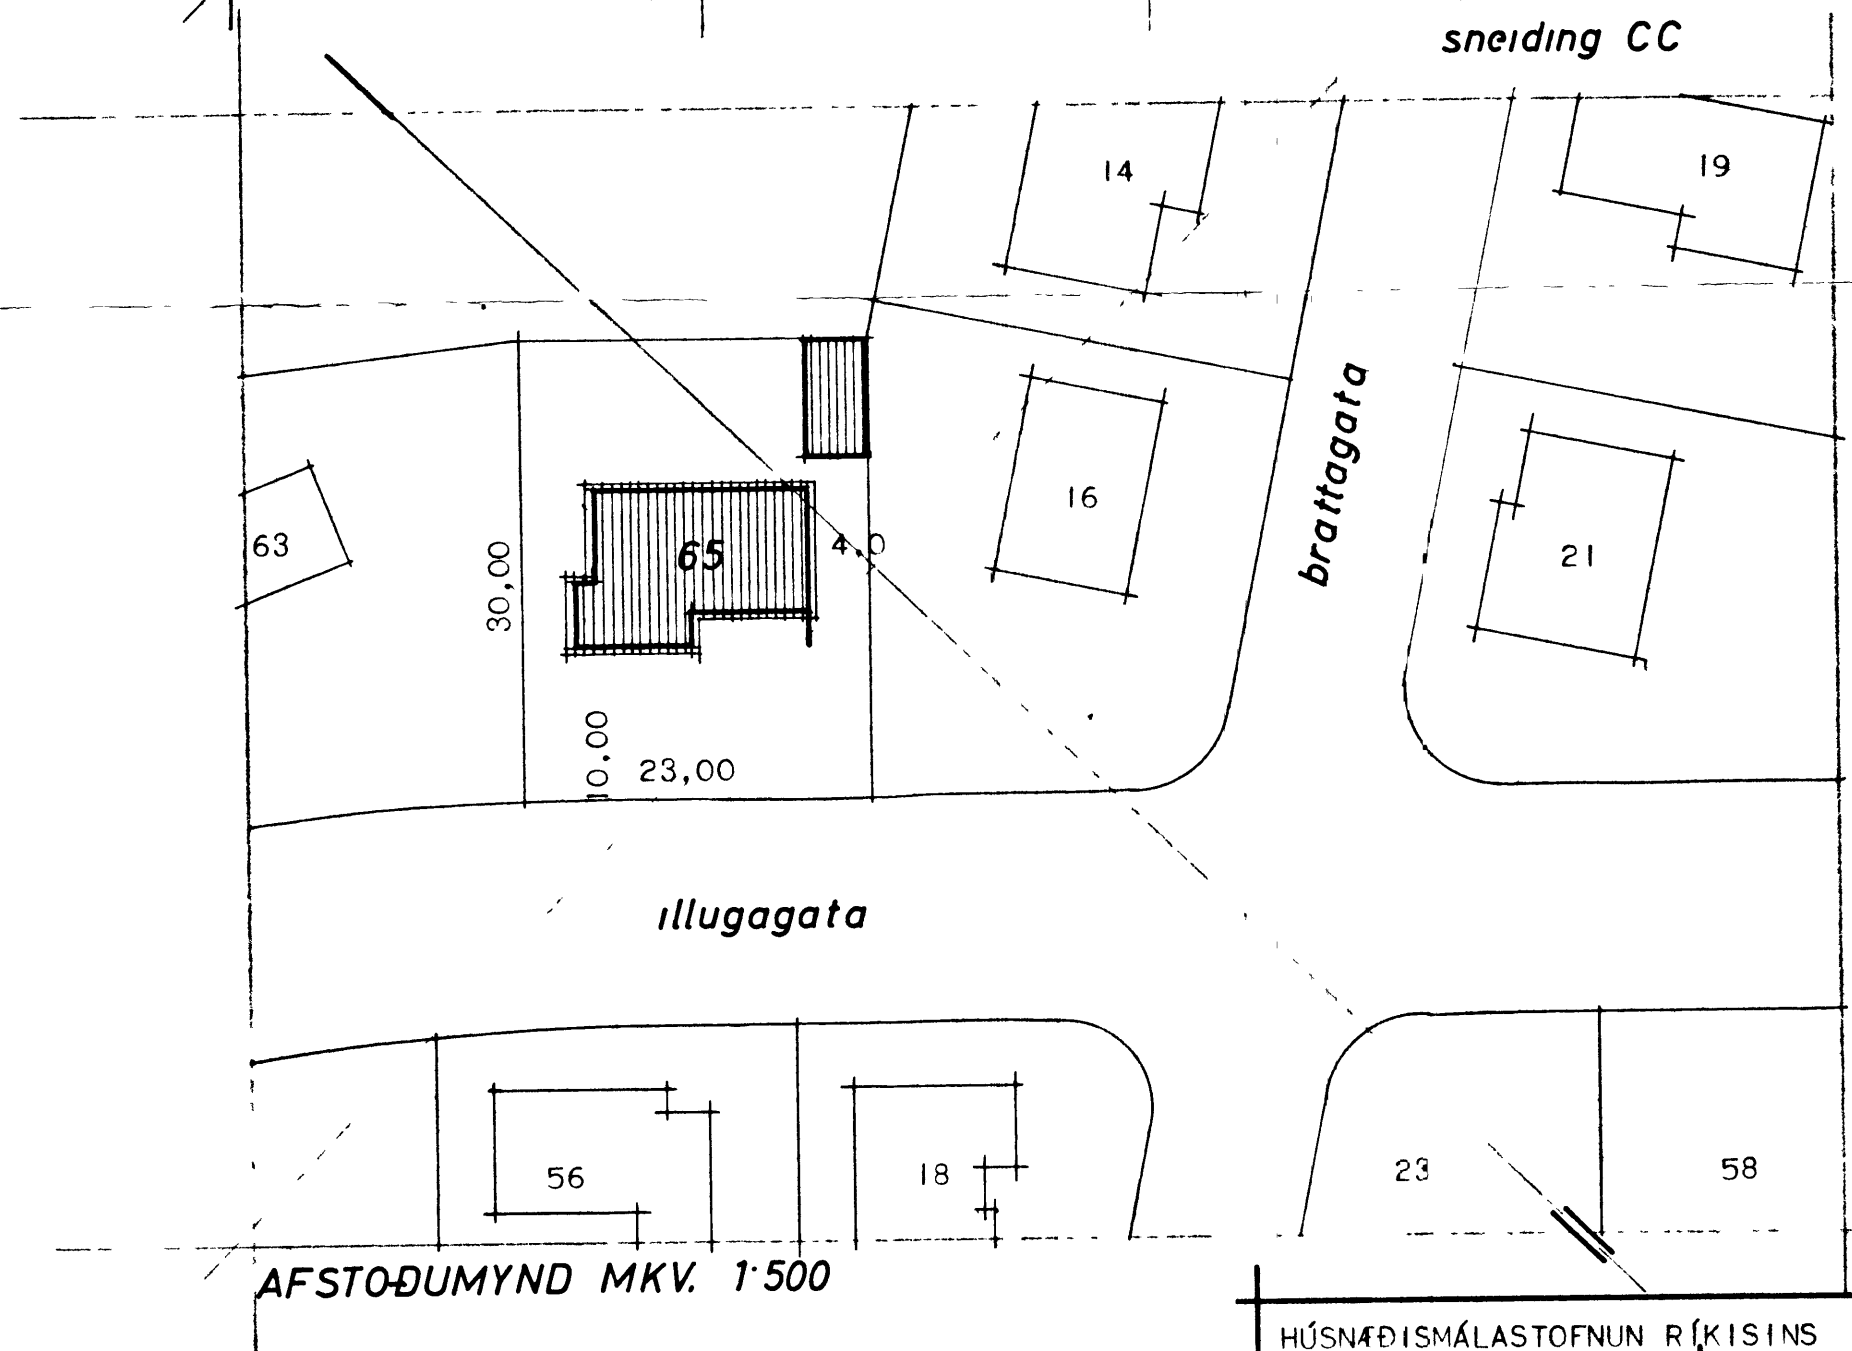 sneiding CC
14
19
16
brattagata
21
63
30,00
65
4.0
10.00
23,00
illugagata
56
18
23
58
AFSTOÐUMYND MKV. 1:500
HÚSNÆÐISMÁLASTOFNUN RÍKISINS